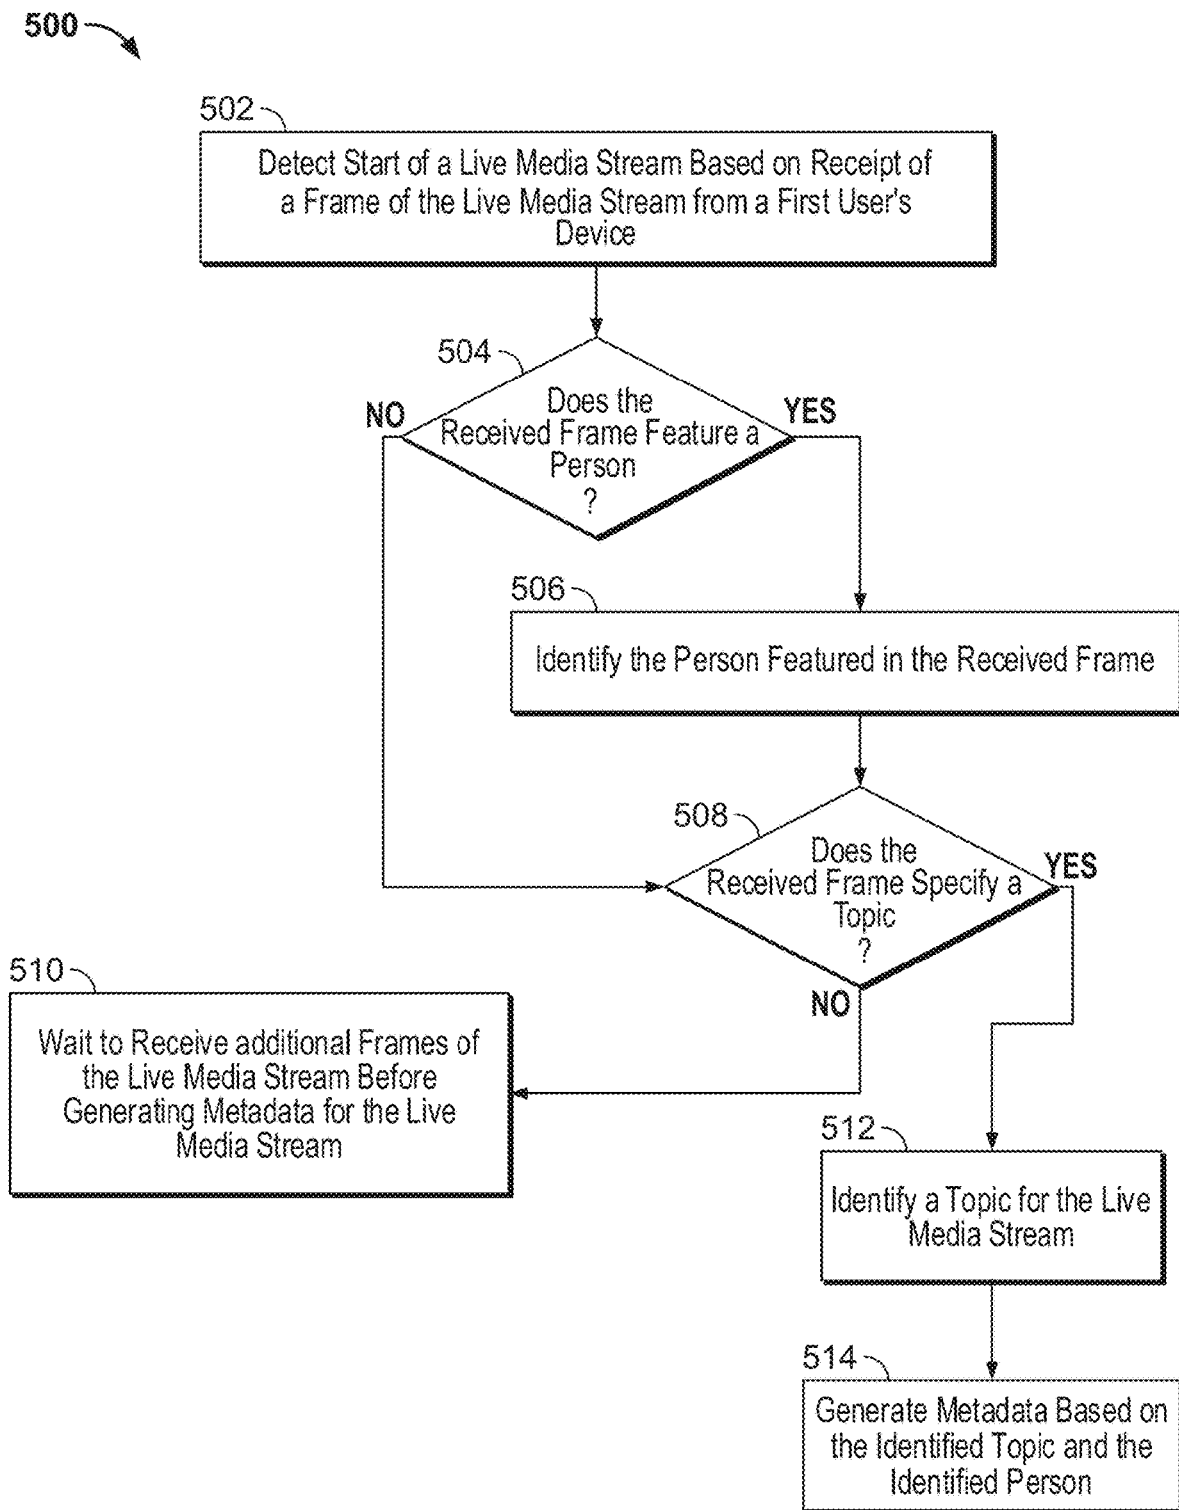 500
502
Detect Start of a Live Media Stream Based on Receipt of
a Frame of the Live Media Stream from a First User's
Device
504
NO
YES
Does the
Received Frame Feature a
Person
?
506
Identify the Person Featured in the Received Frame
508
YES
Does the
Received Frame Specify a
Topic
?
NO
510
Wait to Receive additional Frames of
the Live Media Stream Before
Generating Metadata for the Live
Media Stream
512
Identify a Topic for the Live
Media Stream
514
Generate Metadata Based on
the Identified Topic and the
Identified Person